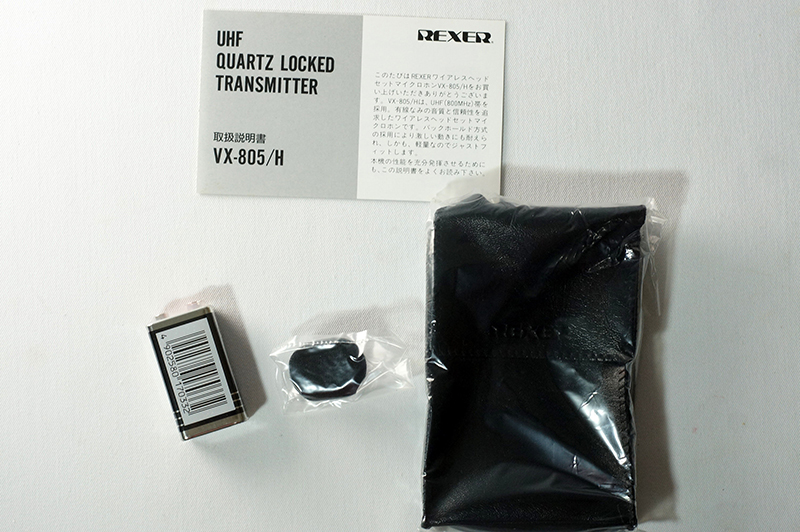 UHF
QUARTZ LOCKED
TRANSMITTER
取扱説明書
VX-805/H
REXER
このたびはREXERワイアレスヘッド
セットマイクロホンVX-805/Hをお買
い上げいただきありがとうございま
す。VX-805/Hは、UHF(800MHz)帯を
採用。有線なみの音質と信頼性を追
求したワイアレスヘッドセットマイ
クロホンです。バックホールド方式
の採用により激しい動きにも耐えら
れ、しかも、軽量なのでジャストフ
ィットします。
本機の性能を充分発揮させるために
も、この説明書をよくお読み下さい。
4 902580 170332
REXER